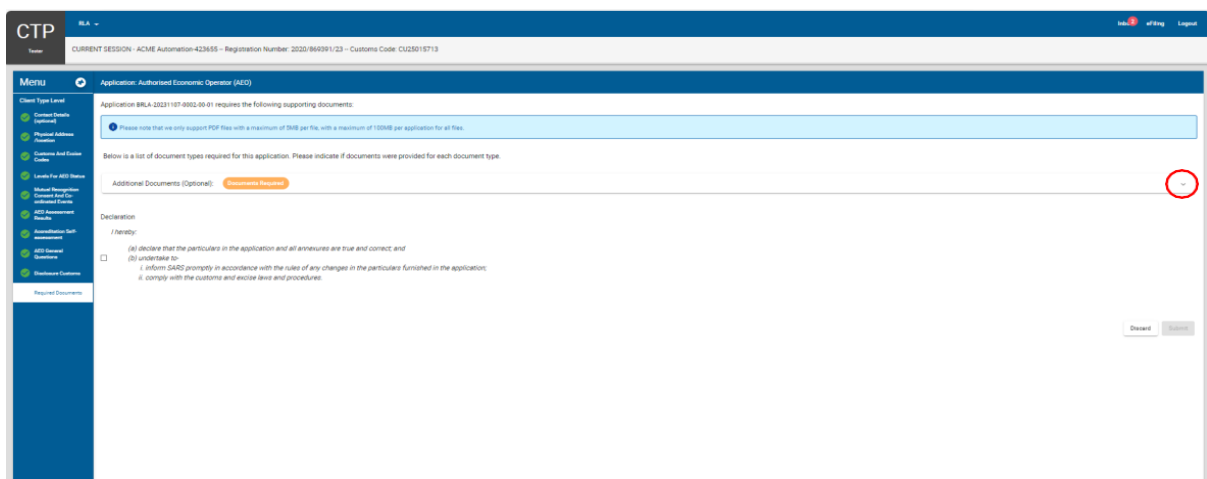 CTP
Tester
RLA
Inbox 3 eFiling Logout
CURRENT SESSION - ACME Automation-423655 – Registration Number: 2020/869391/23 – Customs Code: CU25015713
Menu
Application: Authorised Economic Operator (AEO)
Client Type Level
Contact Details
(optional)
Physical Address
/location
Customs And Excise
Codes
Levels For AEO Status
Mutual Recognition
Consent And Co-
ordinated Events
AEO Assessment
Results
Accreditation Self-
assessment
AEO General
Questions
Disclosure Customs
Required Documents
Application BRLA-20231107-0002-00-01 requires the following supporting documents:
Please note that we only support PDF files with a maximum of 5MB per file, with a maximum of 100MB per application for all files.
Below is a list of document types required for this application. Please indicate if documents were provided for each document type.
Additional Documents (Optional): Documents Required
Declaration
I hereby:
(a) declare that the particulars in the application and all annexures are true and correct; and
(b) undertake to-
i. inform SARS promptly in accordance with the rules of any changes in the particulars furnished in the application;
ii. comply with the customs and excise laws and procedures.
Discard Submit